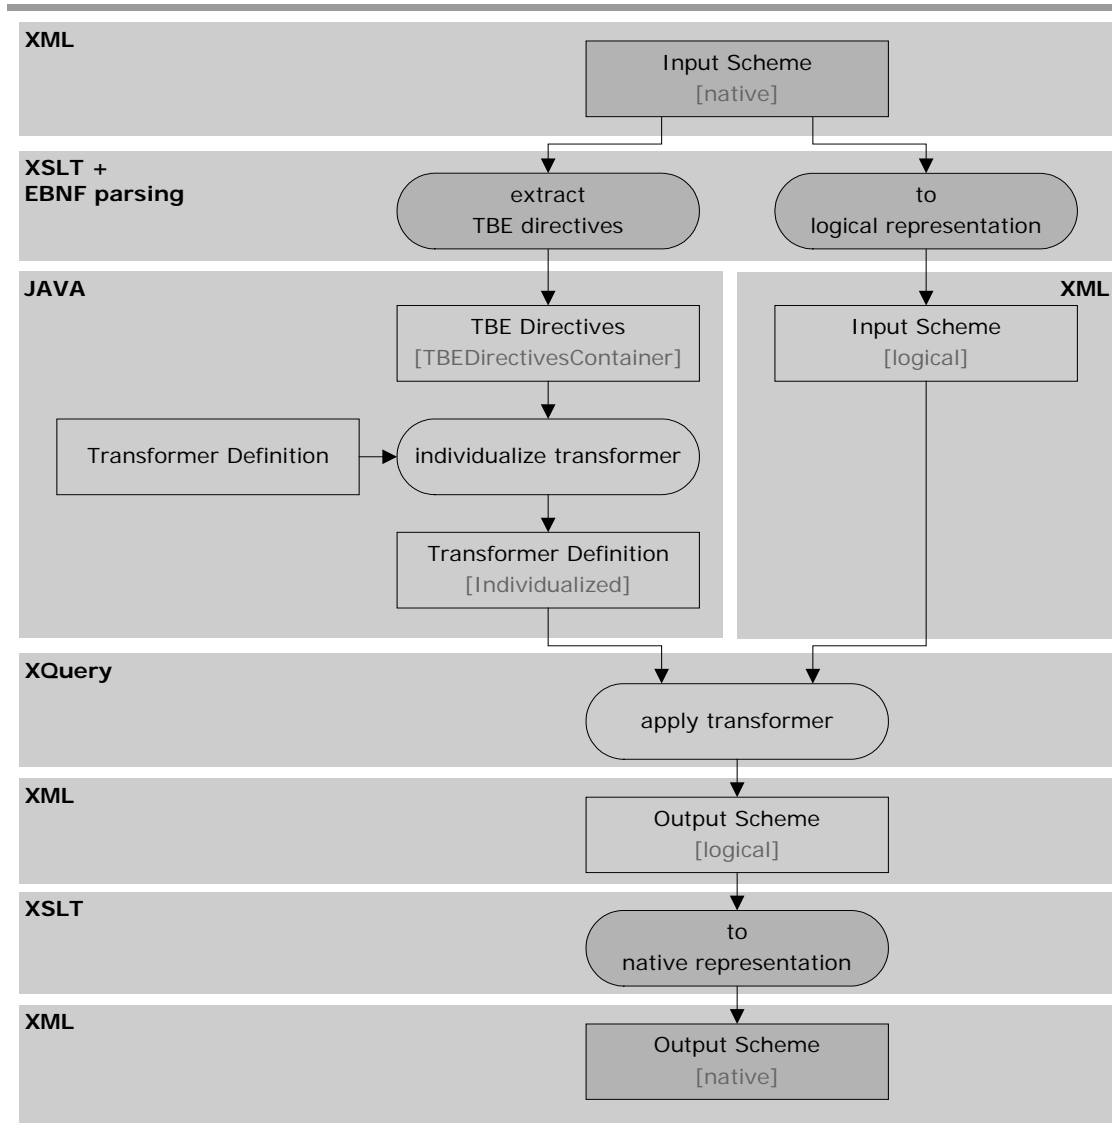 XML
Input Scheme
[native]
XSLT +
EBNF parsing
extract
TBE directives
to
logical representation
JAVA
XML
TBE Directives
[TBEDirectivesContainer]
Input Scheme
[logical]
Transformer Definition
individualize transformer
Transformer Definition
[Individualized]
XQuery
apply transformer
XML
Output Scheme
[logical]
XSLT
to
native representation
XML
Output Scheme
[native]